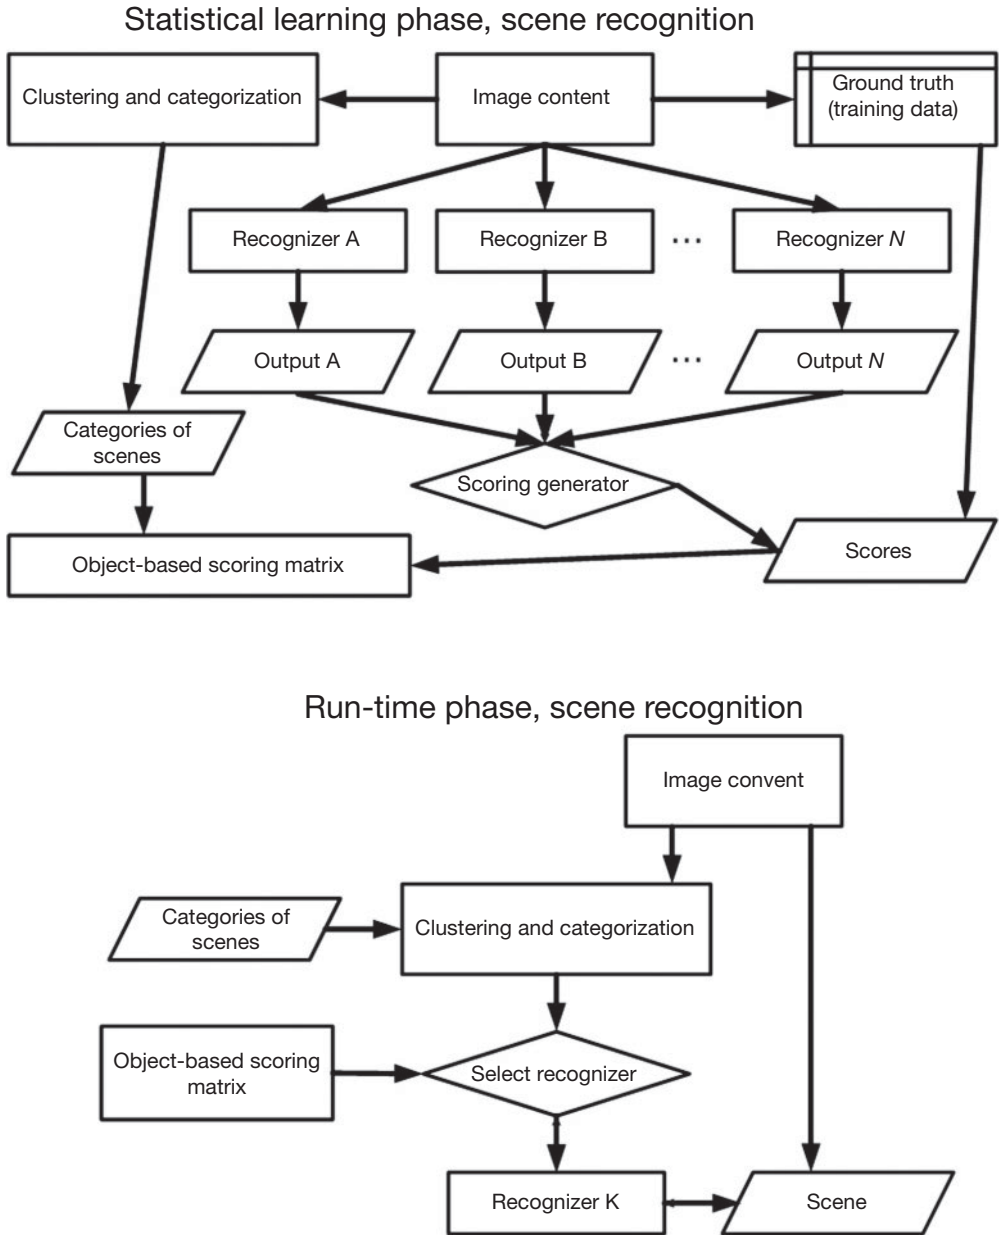 Statistical learning phase, scene recognition
Clustering and categorization
Image content
Ground truth
(training data)
Recognizer A
Recognizer B
...
Recognizer N
Output A
Output B
...
Output N
Categories of
scenes
Scoring generator
Object-based scoring matrix
Scores
Run-time phase, scene recognition
Image convent
Categories of
scenes
Clustering and categorization
Object-based scoring
matrix
Select recognizer
Recognizer K
Scene